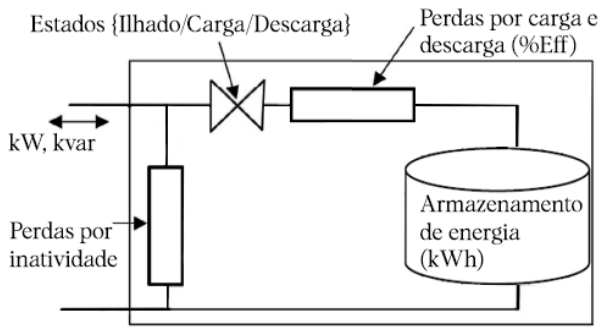 Estados {Ilhado/Carga/Descarga}
Perdas por carga e
descarga (%Eff)
kW, kvar
Perdas por
inatividade
Armazenamento
de energia
(kWh)